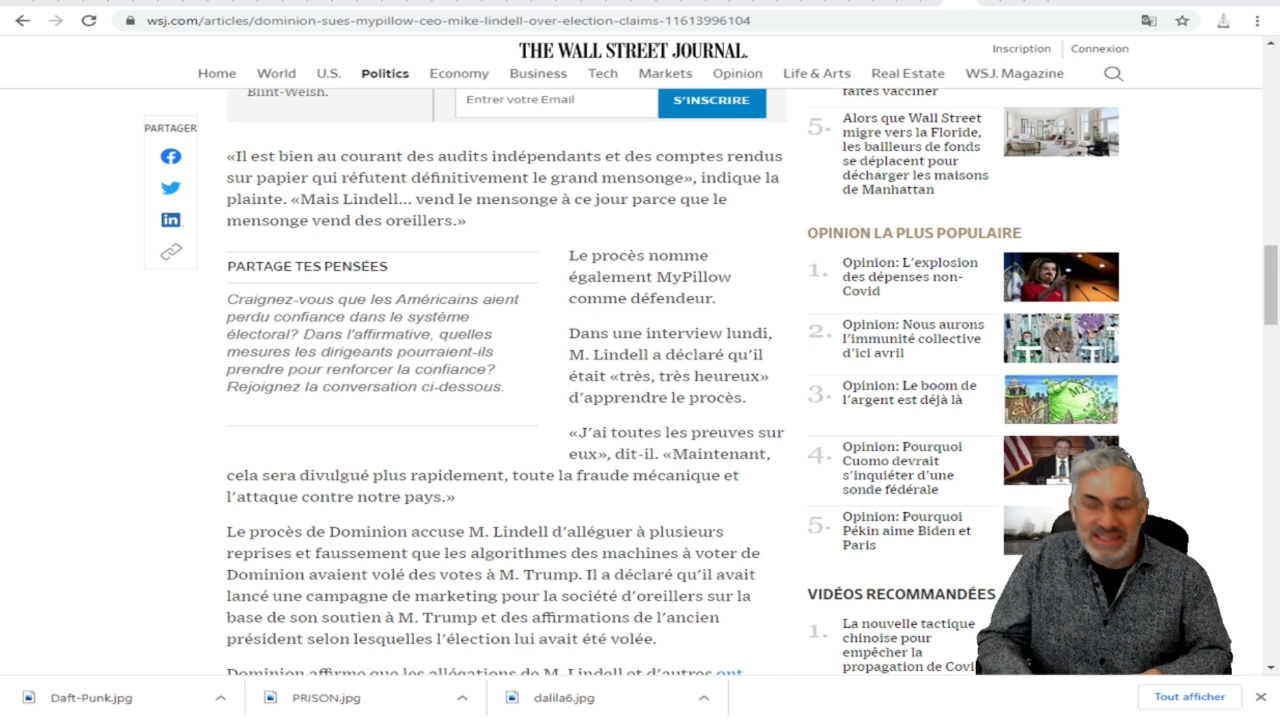 wsj.com/articles/dominion-sues-mypillow-ceo-mike-lindell-over-election-claims-11613996104
THE WALL STREET JOURNAL.
Inscription
Connexion
Home World U.S. Politics Economy Business Tech Markets Opinion Life & Arts Real Estate WSJ. Magazine
Blint-Welsh.
Entrer votre Email
S'INSCRIRE
PARTAGER
«Il est bien au courant des audits indépendants et des comptes rendus
sur papier qui réfutent définitivement le grand mensonge», indique la
plainte. «Mais Lindell... vend le mensonge à ce jour parce que le
mensonge vend des oreillers.»
PARTAGE TES PENSÉES
Craignez-vous que les Américains aient
perdu confiance dans le système
électoral? Dans l'affirmative, quelles
mesures les dirigeants pourraient-ils
prendre pour renforcer la confiance?
Rejoignez la conversation ci-dessous.
Le procès nomme
également MyPillow
comme défendeur.
Dans une interview lundi,
M. Lindell a déclaré qu'il
était «très, très heureux»
d'apprendre le procès.
«J'ai toutes les preuves sur
eux», dit-il. «Maintenant,
cela sera divulgué plus rapidement, toute la fraude mécanique et
l'attaque contre notre pays.»
Le procès de Dominion accuse M. Lindell d'alléguer à plusieurs
reprises et faussement que les algorithmes des machines à voter de
Dominion avaient volé des votes à M. Trump. Il a déclaré qu'il avait
lancé une campagne de marketing pour la société d'oreillers sur la
base de son soutien à M. Trump et des affirmations de l'ancien
président selon lesquelles l'élection lui avait été volée.
Dominion affirme que les allégations de M. Lindell et d'autres ont
faites vacciner
5. Alors que Wall Street
migre vers la Floride,
les bailleurs de fonds
se déplacent pour
décharger les maisons
de Manhattan
OPINION LA PLUS POPULAIRE
1. Opinion: L'explosion
des dépenses non-
Covid
2. Opinion: Nous aurons
l'immunité collective
d'ici avril
3. Opinion: Le boom de
l'argent est déjà là
4. Opinion: Pourquoi
Cuomo devrait
s'inquiéter d'une
sonde fédérale
5. Opinion: Pourquoi
Pékin aime Biden et
Paris
VIDÉOS RECOMMANDÉES
1. La nouvelle tactique
chinoise pour
empêcher la
propagation de Covi
Daft-Punk.jpg
PRISON.jpg
dalila6.jpg
Tout afficher